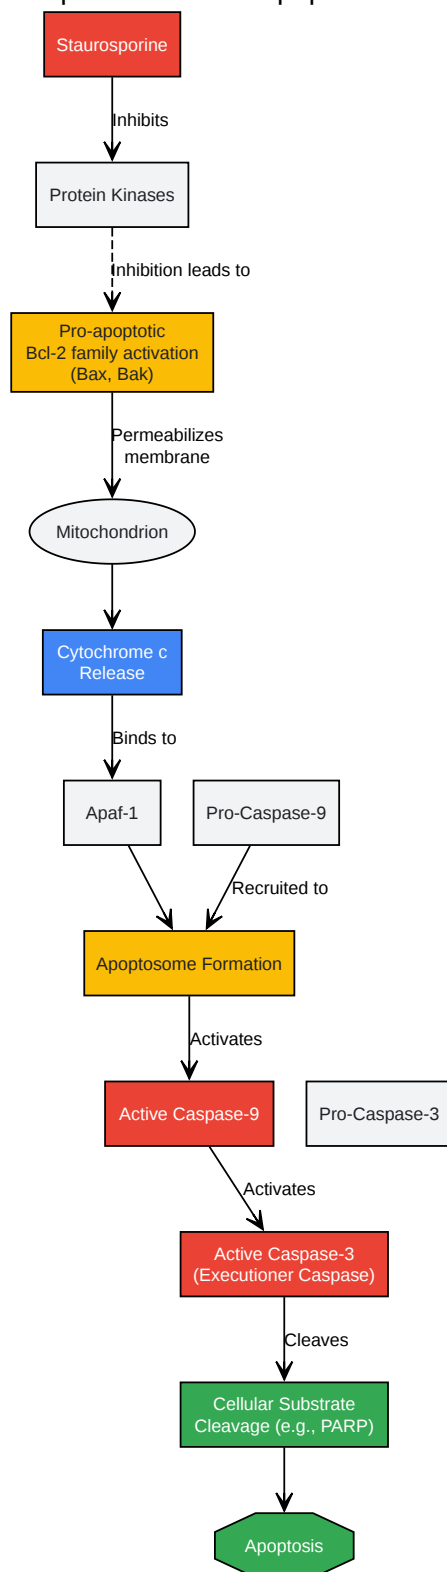 Staurosporine
Inhibits
Protein Kinases
Inhibition leads to
Pro-apoptotic
Bcl-2 family activation
(Bax, Bak)
Permeabilizes
membrane
Mitochondrion
Cytochrome c
Release
Binds to
Apaf-1
Pro-Caspase-9
Recruited to
Apoptosome Formation
Activates
Active Caspase-9
Pro-Caspase-3
Activates
Active Caspase-3
(Executioner Caspase)
Cleaves
Cellular Substrate
Cleavage (e.g., PARP)
Apoptosis